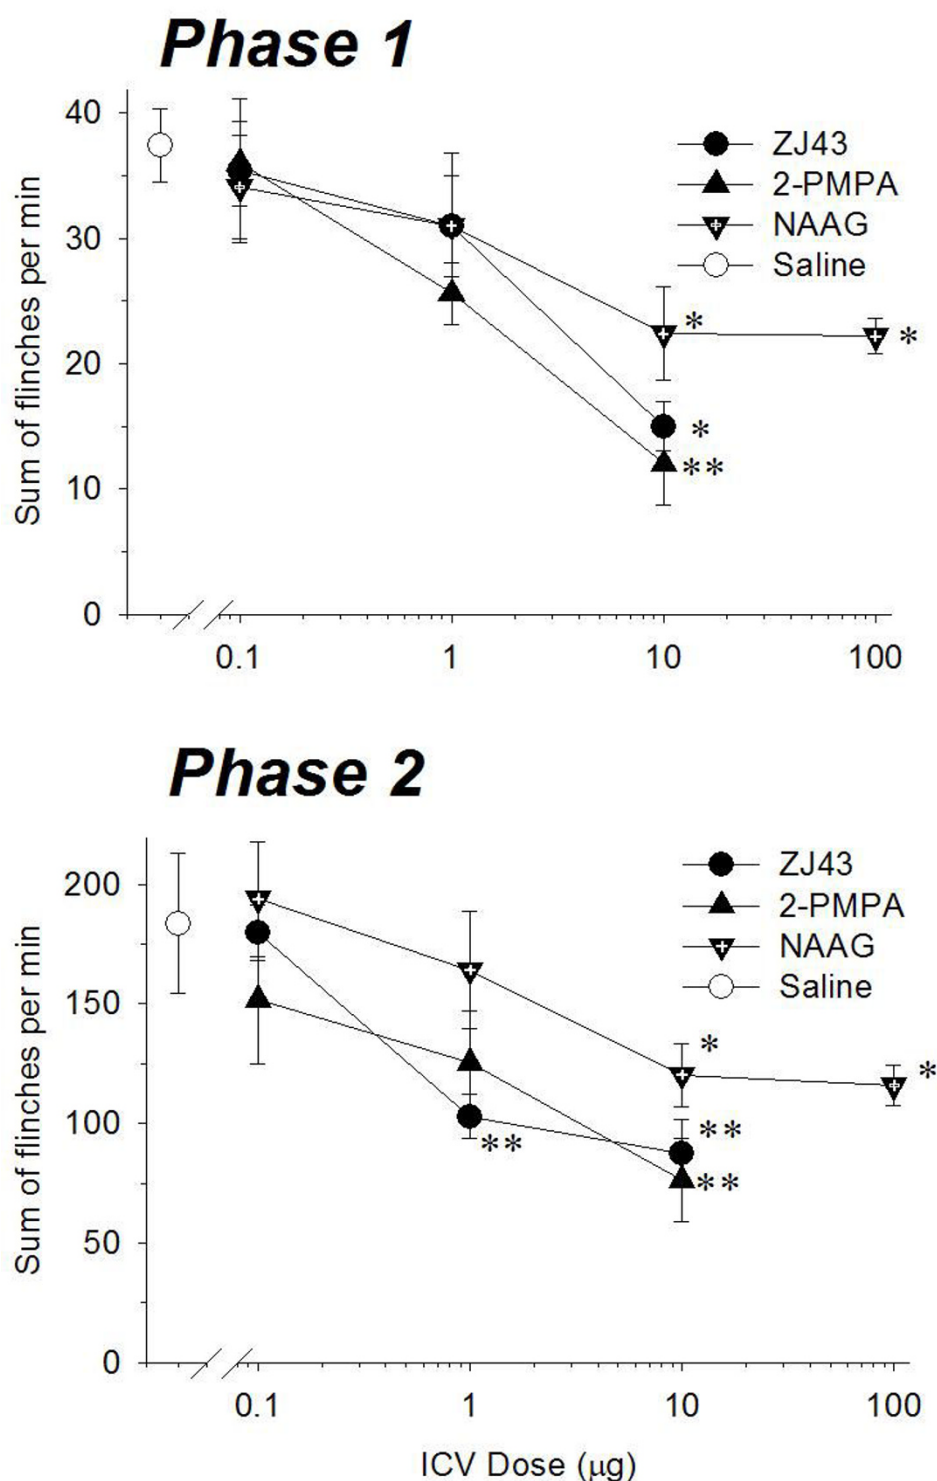 Phase 1
40
30
20
10
0
Sum of flinches per min
ZJ43
2-PMPA
NAAG
Saline
*
*
*
**
0.1 1 10 100
Phase 2
200
150
100
50
0
Sum of flinches per min
ZJ43
2-PMPA
NAAG
Saline
*
*
**
**
**
0.1 1 10 100
ICV Dose (µg)